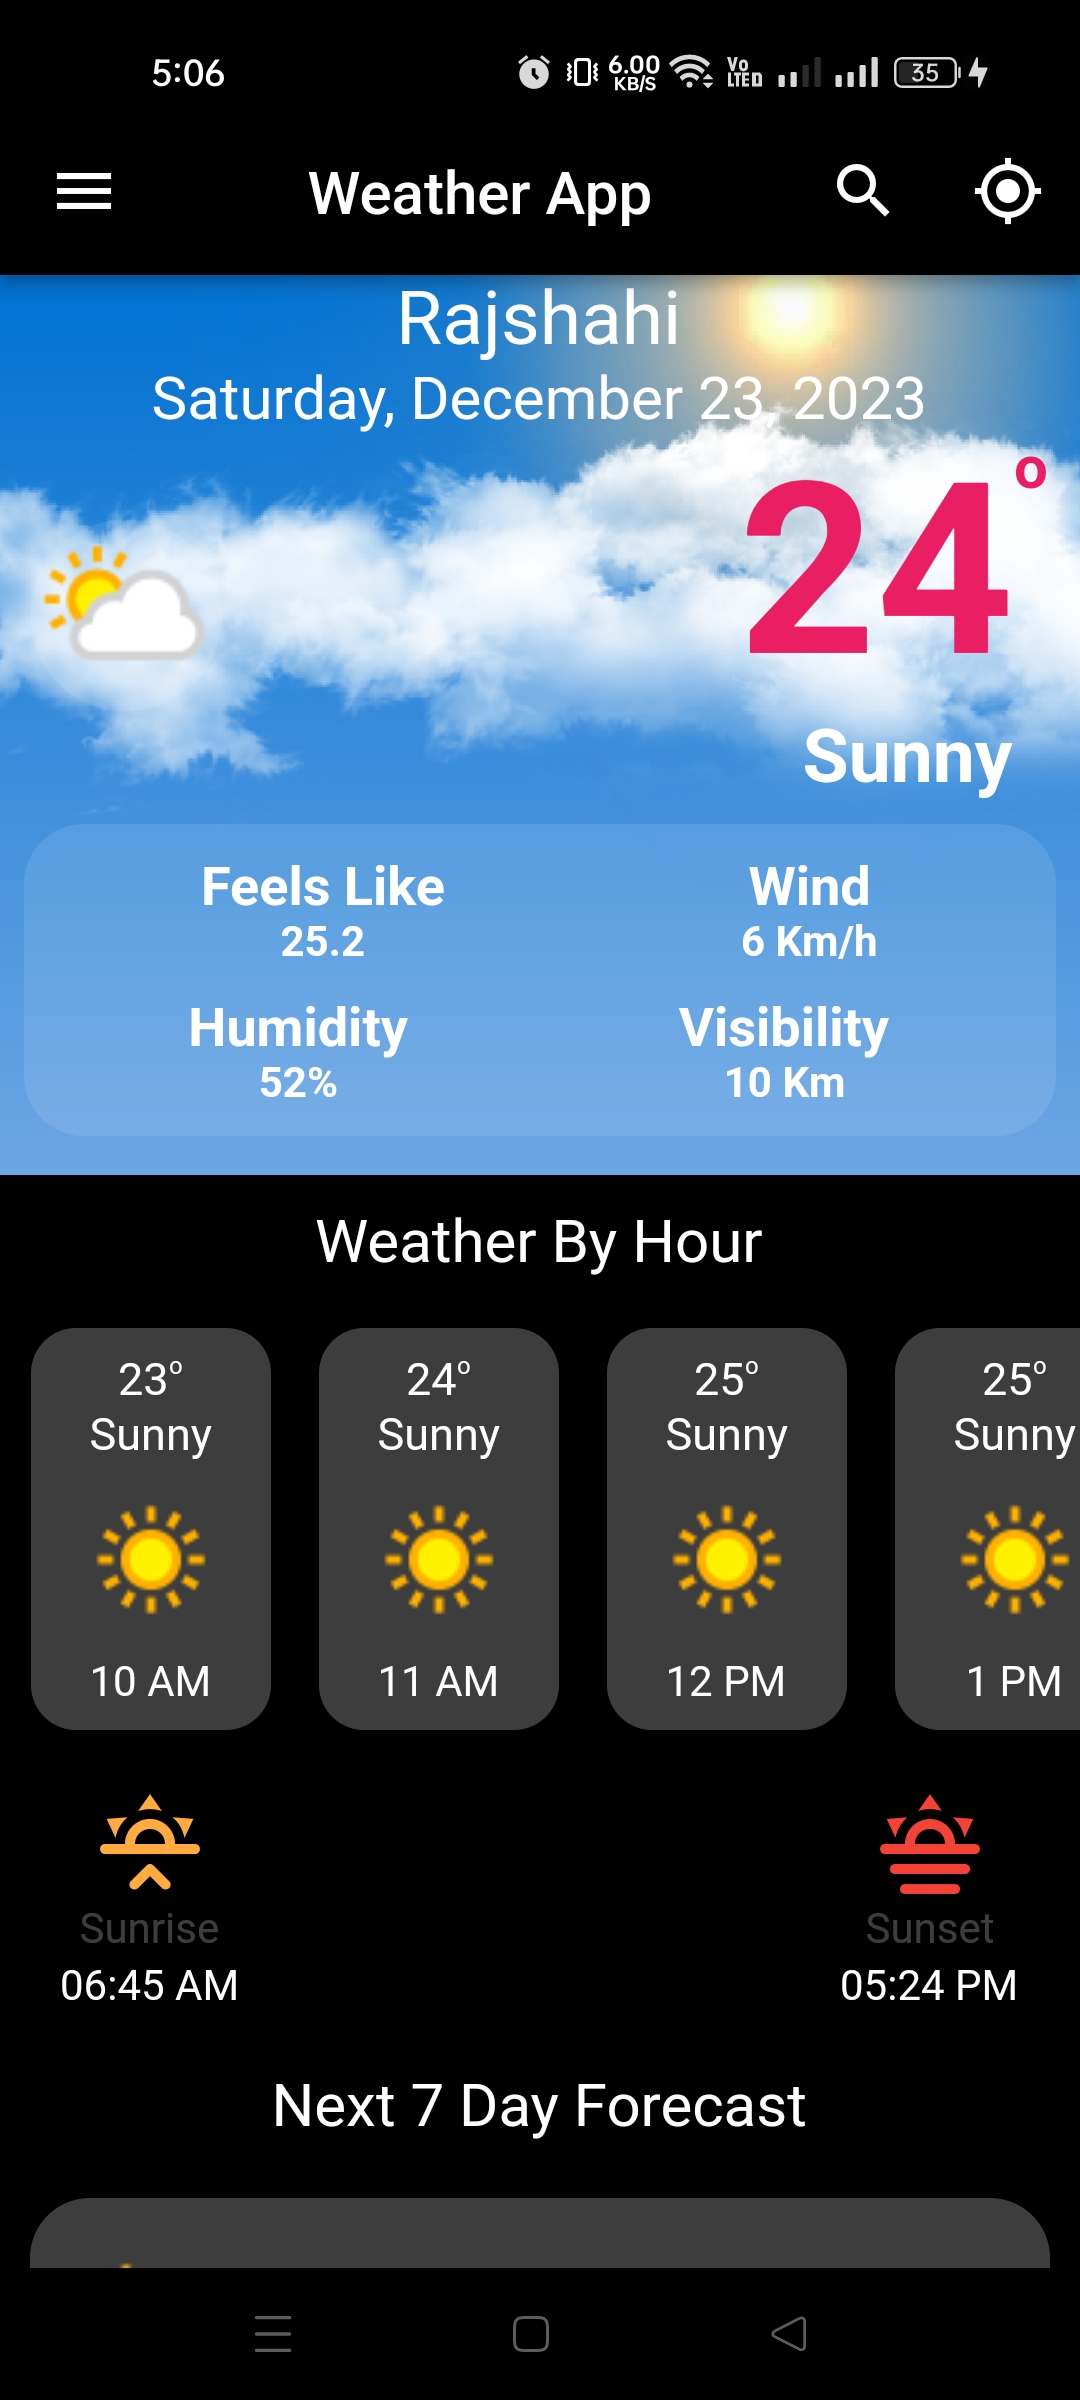 5:06 6.00 KB/S Vo LTE 35
Weather App
Rajshahi
Saturday, December 23, 2023
24°
Sunny
Feels Like Wind
25.2 6 Km/h
Humidity Visibility
52% 10 Km
Weather By Hour
23° 24° 25° 25°
Sunny Sunny Sunny Sunny
10 AM 11 AM 12 PM 1 PM
Sunrise Sunset
06:45 AM 05:24 PM
Next 7 Day Forecast